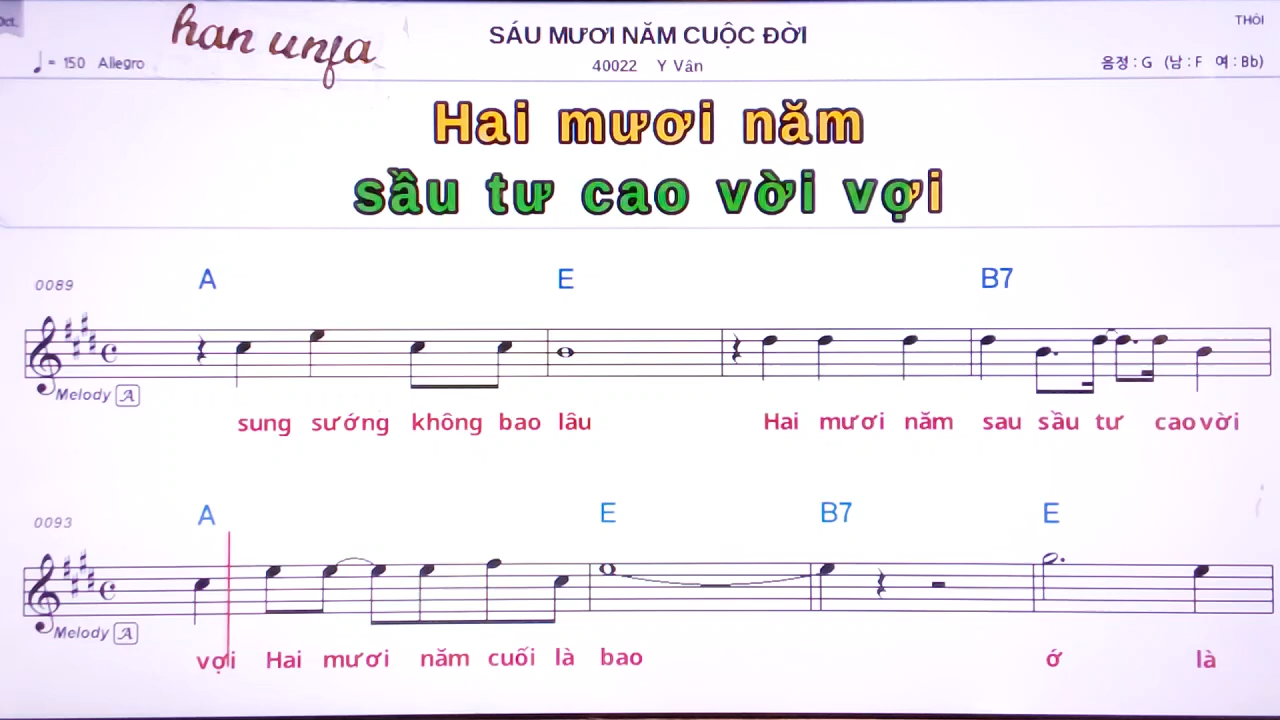 Oct.
han unfa
SÁU MƯƠI NĂM CUỘC ĐỜI
THÔI
= 150 Allegro
40022 Y Vân
음정 : G (남 : F 여 : Bb)
Hai mươi năm
sầu tư cao vời vợi
0089
A E B7
Melody A
sung sướng không bao lâu Hai mươi năm sau sầu tư cao vời
0093
A E B7 E
Melody A
vợi Hai mươi năm cuối là bao ớ là